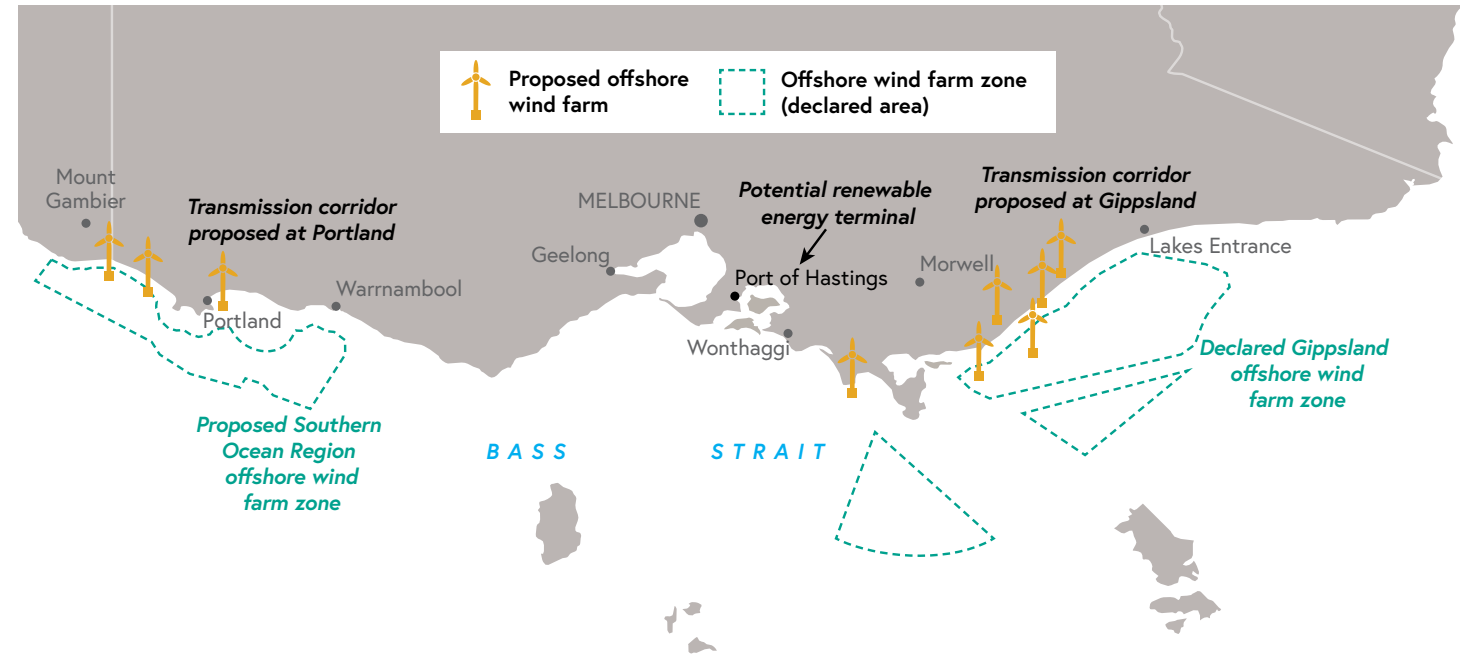 Proposed offshore
wind farm
Offshore wind farm zone
(declared area)
Mount
Gambier
Transmission corridor
proposed at Portland
MELBOURNE
Potential renewable
energy terminal
Transmission corridor
proposed at Gippsland
Geelong
Port of Hastings
Morwell
Lakes Entrance
Warrnambool
Portland
Wonthaggi
Declared Gippsland
offshore wind
farm zone
Proposed Southern
Ocean Region
offshore wind
farm zone
BASS STRAIT